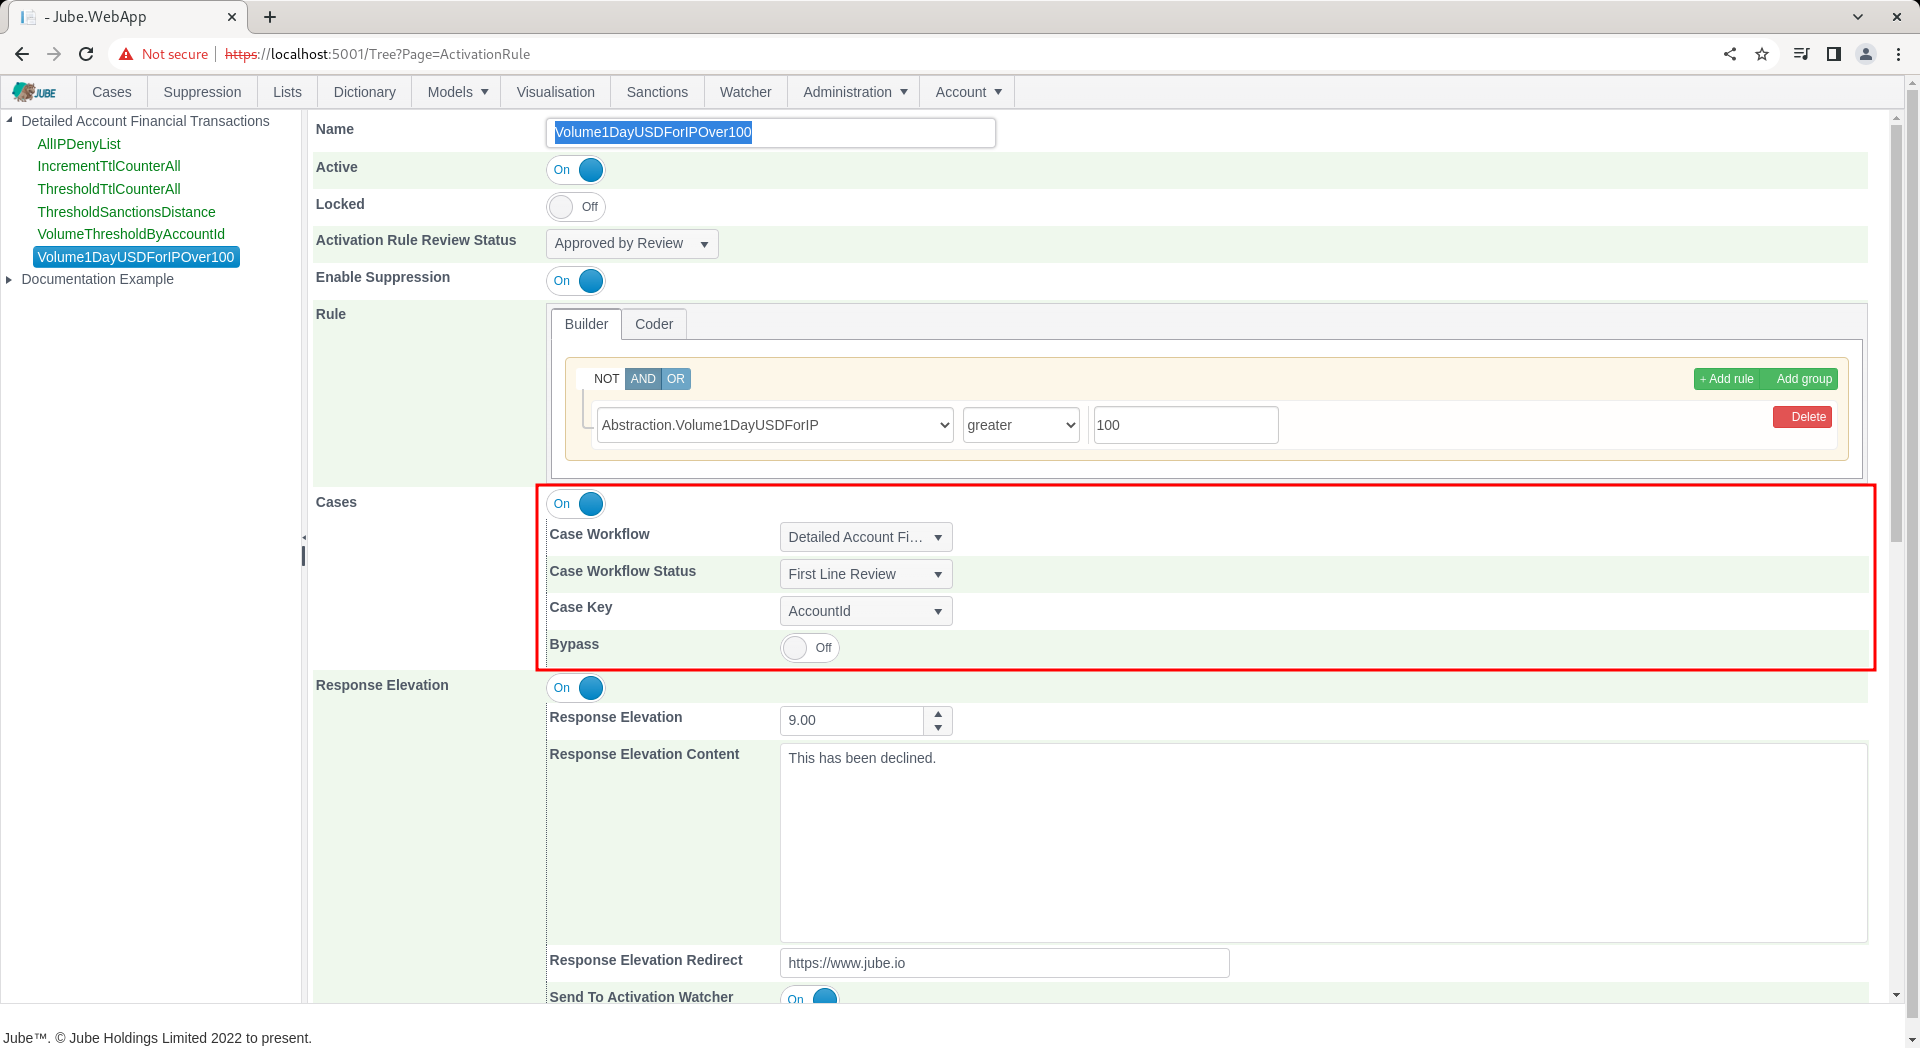 - Jube.WebApp
Not secure https://localhost:5001/Tree?Page=ActivationRule
JUBE Cases Suppression Lists Dictionary Models Visualisation Sanctions Watcher Administration Account
Detailed Account Financial Transactions
AllIPDenyList
IncrementTtlCounterAll
ThresholdTtlCounterAll
ThresholdSanctionsDistance
VolumeThresholdByAccountId
Volume1DayUSDForIPOver100
Documentation Example
Name Volume1DayUSDForIPOver100
Active On
Locked Off
Activation Rule Review Status Approved by Review
Enable Suppression On
Rule Builder Coder
NOT AND OR + Add rule Add group
Abstraction.Volume1DayUSDForIP greater 100 Delete
Cases On
Case Workflow Detailed Account Fi...
Case Workflow Status First Line Review
Case Key AccountId
Bypass Off
Response Elevation On
Response Elevation 9.00
Response Elevation Content This has been declined.
Response Elevation Redirect https://www.jube.io
Send To Activation Watcher On
Jube™. © Jube Holdings Limited 2022 to present.